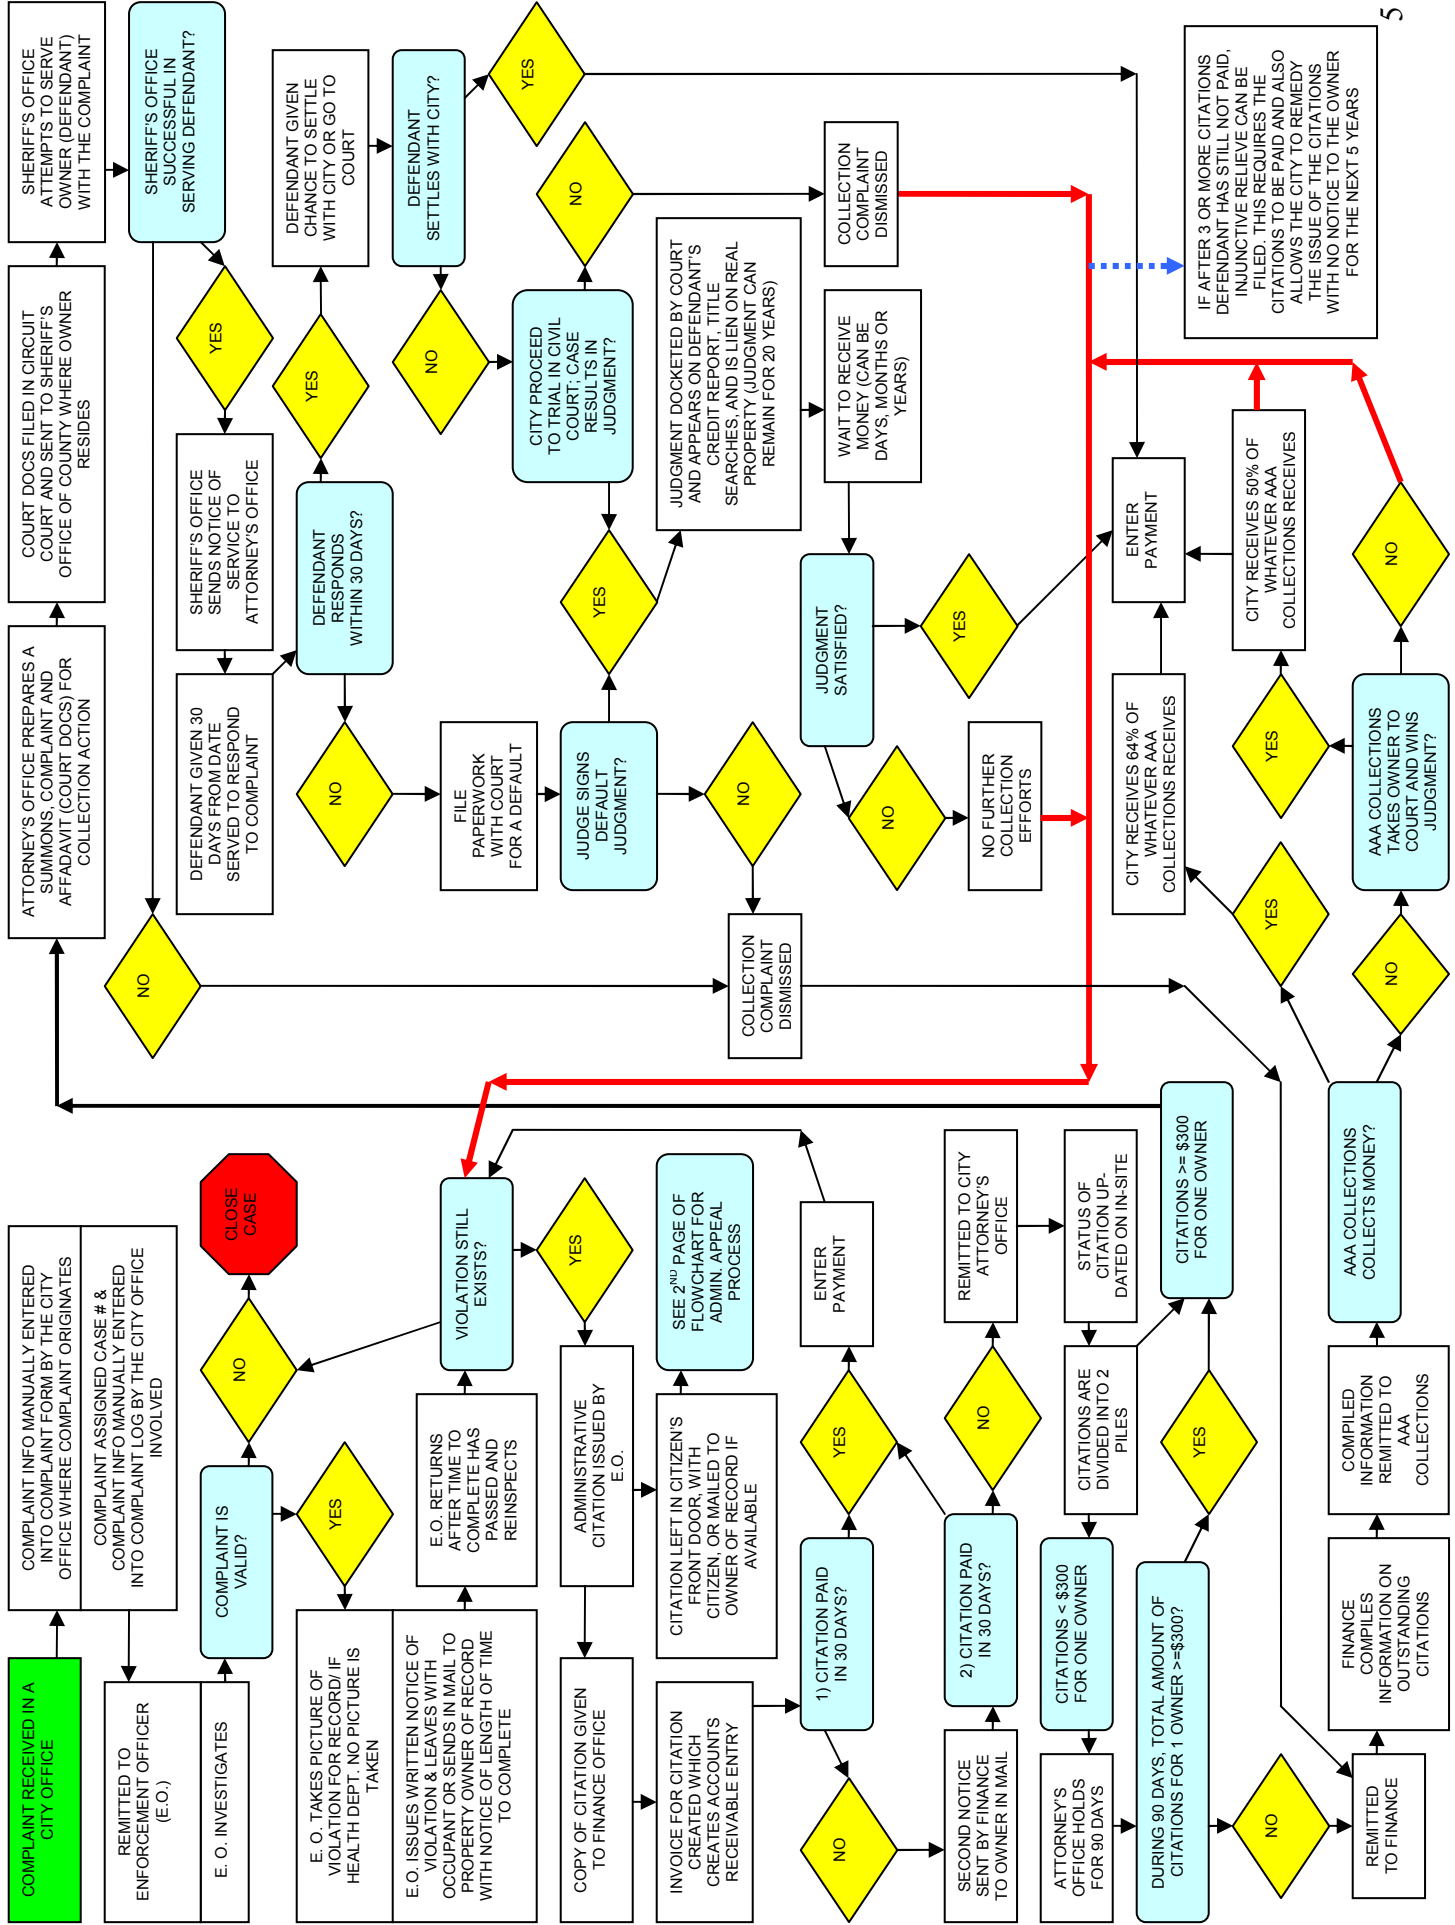 COMPLAINT RECEIVED IN A
CITY OFFICE
COMPLAINT INFO MANUALLY ENTERED
INTO COMPLAINT FORM BY THE CITY
OFFICE WHERE COMPLAINT ORIGINATES
COMPLAINT ASSIGNED CASE # &
COMPLAINT INFO MANUALLY ENTERED
INTO COMPLAINT LOG BY THE CITY OFFICE
INVOLVED
REMITTED TO
ENFORCEMENT OFFICER
(E.O.)
E. O. INVESTIGATES
COMPLAINT IS
VALID?
NO
CLOSE
CASE
YES
E. O. TAKES PICTURE OF
VIOLATION FOR RECORD/ IF
HEALTH DEPT. NO PICTURE IS
TAKEN
E.O. ISSUES WRITTEN NOTICE OF
VIOLATION & LEAVES WITH
OCCUPANT OR SENDS IN MAIL TO
PROPERTY OWNER OF RECORD
WITH NOTICE OF LENGTH OF TIME
TO COMPLETE
E.O. RETURNS
AFTER TIME TO
COMPLETE HAS
PASSED AND
REINSPECTS
VIOLATION STILL
EXISTS?
YES
ADMINISTRATIVE
CITATION ISSUED BY
E.O.
COPY OF CITATION GIVEN
TO FINANCE OFFICE
CITATION LEFT IN CITIZEN'S
FRONT DOOR, WITH
CITIZEN, OR MAILED TO
OWNER OF RECORD IF
AVAILABLE
SEE 2ND PAGE OF
FLOWCHART FOR
ADMIN. APPEAL
PROCESS
INVOICE FOR CITATION
CREATED WHICH
CREATES ACCOUNTS
RECEIVABLE ENTRY
1) CITATION PAID
IN 30 DAYS?
YES
ENTER
PAYMENT
NO
SECOND NOTICE
SENT BY FINANCE
TO OWNER IN MAIL
2) CITATION PAID
IN 30 DAYS?
NO
REMITTED TO CITY
ATTORNEY'S
OFFICE
STATUS OF
CITATION UP-
DATED ON IN-SITE
CITATIONS ARE
DIVIDED INTO 2
PILES
CITATIONS < $300
FOR ONE OWNER
ATTORNEY'S
OFFICE HOLDS
FOR 90 DAYS
DURING 90 DAYS, TOTAL AMOUNT OF
CITATIONS FOR 1 OWNER >=$300?
YES
CITATIONS >= $300
FOR ONE OWNER
NO
REMITTED
TO FINANCE
FINANCE
COMPILES
INFORMATION ON
OUTSTANDING
CITATIONS
COMPILED
INFORMATION
REMITTED TO
AAA
COLLECTIONS
AAA COLLECTIONS
COLLECTS MONEY?
YES
NO
CITY RECEIVES 64% OF
WHATEVER AAA
COLLECTIONS RECEIVES
AAA COLLECTIONS
TAKES OWNER TO
COURT AND WINS
JUDGMENT?
YES
NO
CITY RECEIVES 50% OF
WHATEVER AAA
COLLECTIONS RECEIVES
ENTER
PAYMENT
ATTORNEY'S OFFICE PREPARES A
SUMMONS, COMPLAINT AND
AFFADAVIT (COURT DOCS) FOR
COLLECTION ACTION
COURT DOCS FILED IN CIRCUIT
COURT AND SENT TO SHERIFF'S
OFFICE OF COUNTY WHERE OWNER
RESIDES
SHERIFF'S OFFICE
ATTEMPTS TO SERVE
OWNER (DEFENDANT)
WITH THE COMPLAINT
SHERIFF'S OFFICE
SUCCESSFUL IN
SERVING DEFENDANT?
NO
YES
SHERIFF'S OFFICE
SENDS NOTICE OF
SERVICE TO
ATTORNEY'S OFFICE
DEFENDANT GIVEN 30
DAYS FROM DATE
SERVED TO RESPOND
TO COMPLAINT
DEFENDANT
RESPONDS
WITHIN 30 DAYS?
YES
DEFENDANT GIVEN
CHANCE TO SETTLE
WITH CITY OR GO TO
COURT
DEFENDANT
SETTLES WITH CITY?
YES
NO
NO
FILE
PAPERWORK
WITH COURT
FOR A DEFAULT
CITY PROCEED
TO TRIAL IN CIVIL
COURT; CASE
RESULTS IN
JUDGMENT?
NO
JUDGE SIGNS
DEFAULT
JUDGMENT?
YES
NO
COLLECTION
COMPLAINT
DISMISSED
JUDGMENT DOCKETED BY COURT
AND APPEARS ON DEFENDANT'S
CREDIT REPORT, TITLE
SEARCHES, AND IS LIEN ON REAL
PROPERTY (JUDGMENT CAN
REMAIN FOR 20 YEARS)
COLLECTION
COMPLAINT
DISMISSED
WAIT TO RECEIVE
MONEY (CAN BE
DAYS, MONTHS OR
YEARS)
JUDGMENT
SATISFIED?
YES
NO
NO FURTHER
COLLECTION
EFFORTS
IF AFTER 3 OR MORE CITATIONS
DEFENDANT HAS STILL NOT PAID,
INJUNCTIVE RELIEVE CAN BE
FILED. THIS REQUIRES THE
CITATIONS TO BE PAID AND ALSO
ALLOWS THE CITY TO REMEDY
THE ISSUE OF THE CITATIONS
WITH NO NOTICE TO THE OWNER
FOR THE NEXT 5 YEARS
5